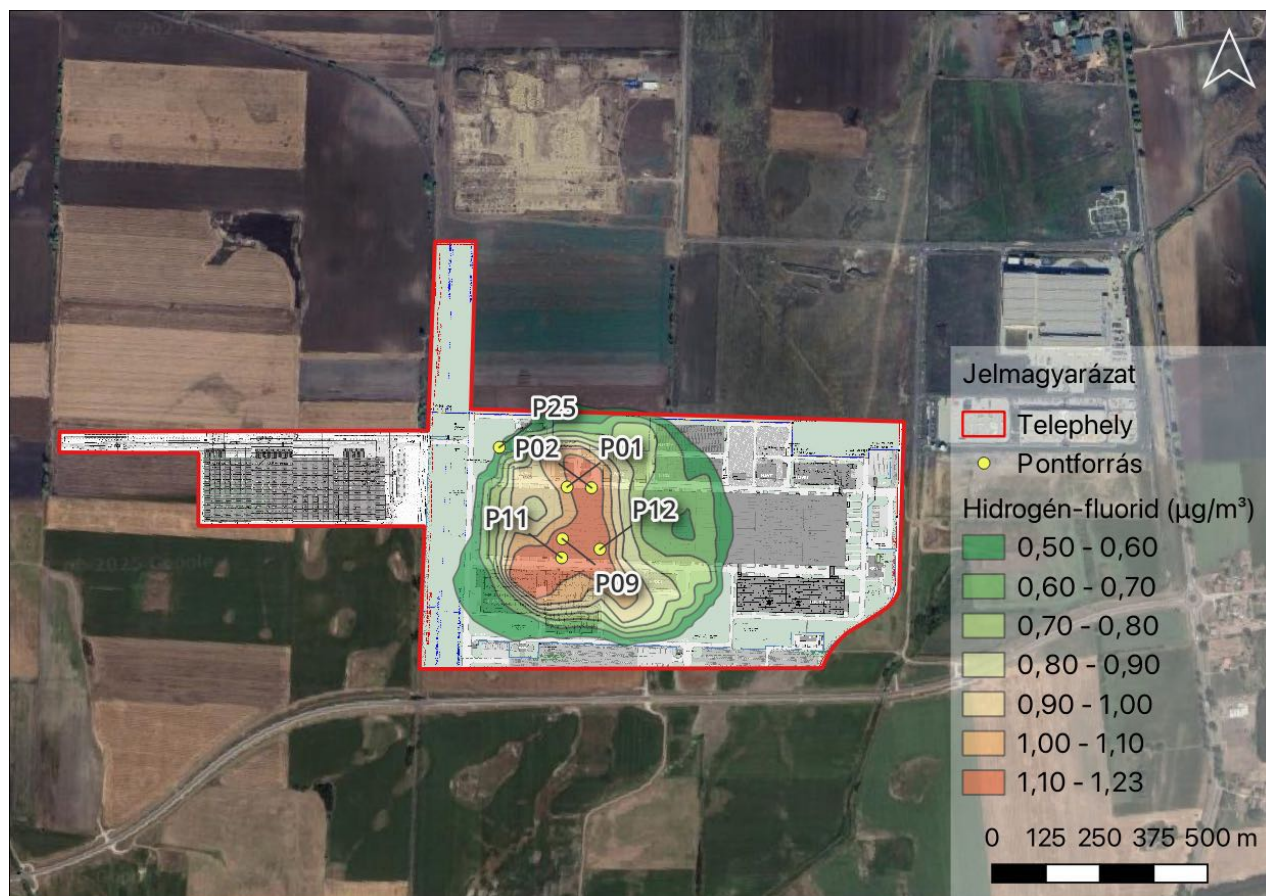 P25
P02
P01
P11
P12
P09
Jelmagyarázat
Telephely
Pontforrás
Hidrogén-fluorid (µg/m³)
0,50 - 0,60
0,60 - 0,70
0,70 - 0,80
0,80 - 0,90
0,90 - 1,00
1,00 - 1,10
1,10 - 1,23
0 125 250 375 500 m